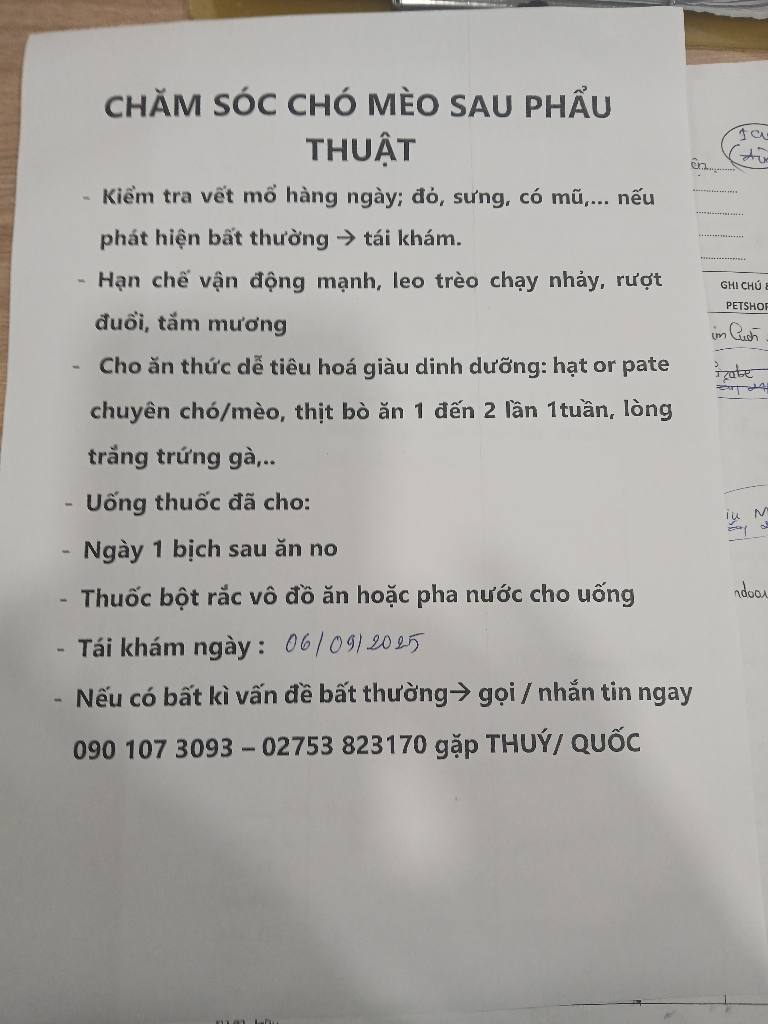 CHĂM SÓC CHÓ MÈO SAU PHẨU
THUẬT
- Kiểm tra vết mổ hàng ngày; đỏ, sưng, có mũ,... nếu
phát hiện bất thường → tái khám.
- Hạn chế vận động mạnh, leo trèo chạy nhảy, rượt
đuổi, tắm mương
- Cho ăn thức dễ tiêu hoá giàu dinh dưỡng: hạt or pate
chuyên chó/mèo, thịt bò ăn 1 đến 2 lần 1tuần, lòng
trắng trứng gà,..
- Uống thuốc đã cho:
- Ngày 1 bịch sau ăn no
- Thuốc bột rắc vô đồ ăn hoặc pha nước cho uống
- Tái khám ngày : 06/09/2025
- Nếu có bất kì vấn đề bất thường→ gọi / nhắn tin ngay
090 107 3093 – 02753 823170 gặp THUÝ/ QUỐC
GHI CHÚ
PETSHOP